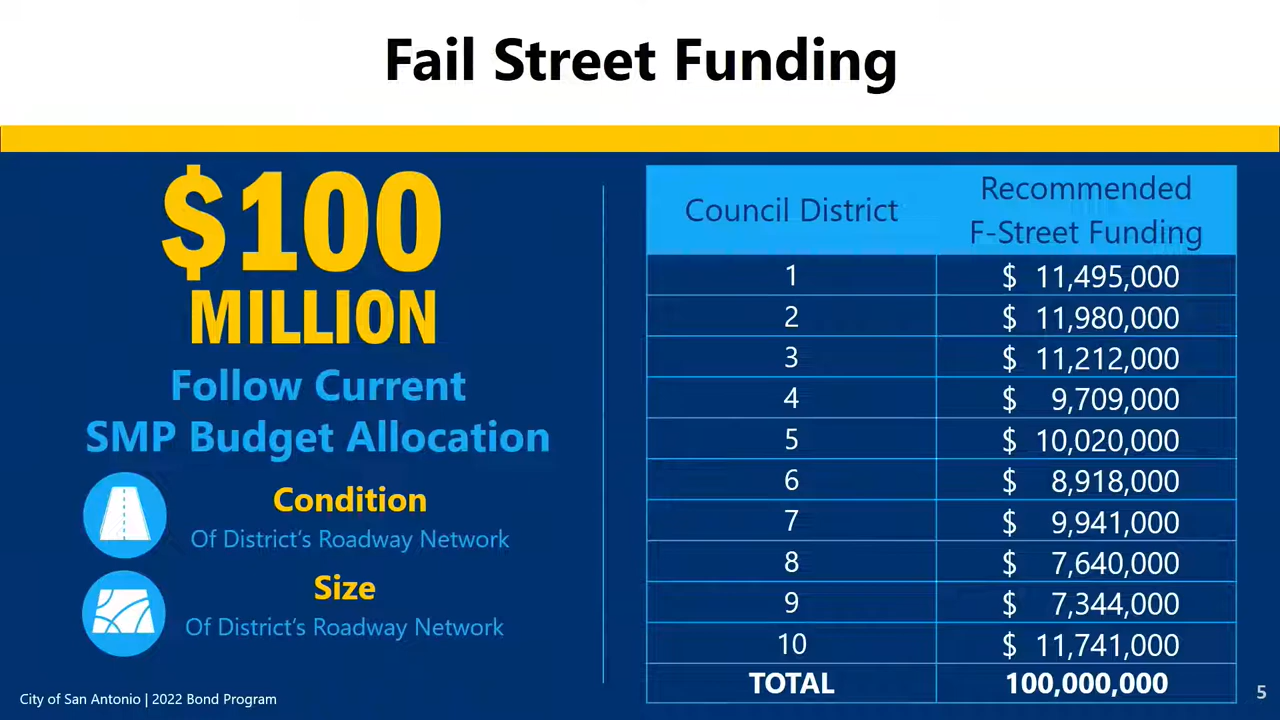 Fail Street Funding
$100
MILLION
Follow Current
SMP Budget Allocation
Condition
Of District's Roadway Network
Size
Of District's Roadway Network
Council District Recommended F-Street Funding
1 $ 11,495,000
2 $ 11,980,000
3 $ 11,212,000
4 $ 9,709,000
5 $ 10,020,000
6 $ 8,918,000
7 $ 9,941,000
8 $ 7,640,000
9 $ 7,344,000
10 $ 11,741,000
TOTAL 100,000,000
City of San Antonio | 2022 Bond Program
5